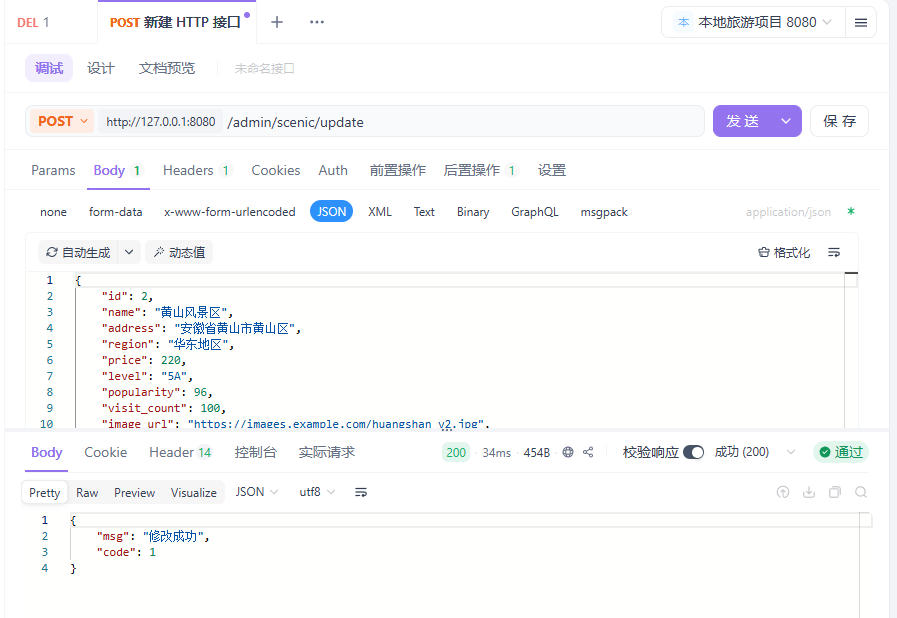 DEL 1
POST 新建 HTTP 接口
本 本地旅游项目 8080
调试 设计 文档预览 未命名接口
POST http://127.0.0.1:8080 /admin/scenic/update 发 送 保 存
Params Body 1 Headers 1 Cookies Auth 前置操作 后置操作 1 设置
none form-data x-www-form-urlencoded JSON XML Text Binary GraphQL msgpack application/json *
自动生成 动态值 格式化
1 {
2 "id": 2,
3 "name": "黄山风景区",
4 "address": "安徽省黄山市黄山区",
5 "region": "华东地区",
6 "price": 220,
7 "level": "5A",
8 "popularity": 96,
9 "visit_count": 100,
10 "image_url": "https://images.example.com/huangshan_v2.jpg",
Body Cookie Header 14 控制台 实际请求 200 34ms 454B 校验响应 成功 (200) 通过
Pretty Raw Preview Visualize JSON utf8
1 {
2 "msg": "修改成功",
3 "code": 1
4 }